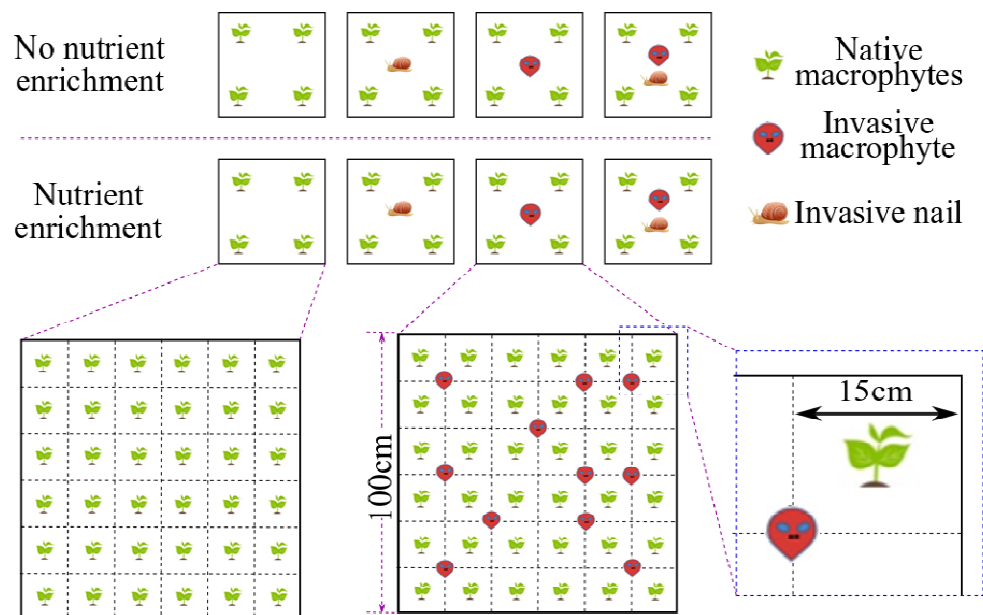 No nutrient
enrichment
Native
macrophytes
Invasive
macrophyte
Nutrient
enrichment
Invasive nail
15cm
100cm